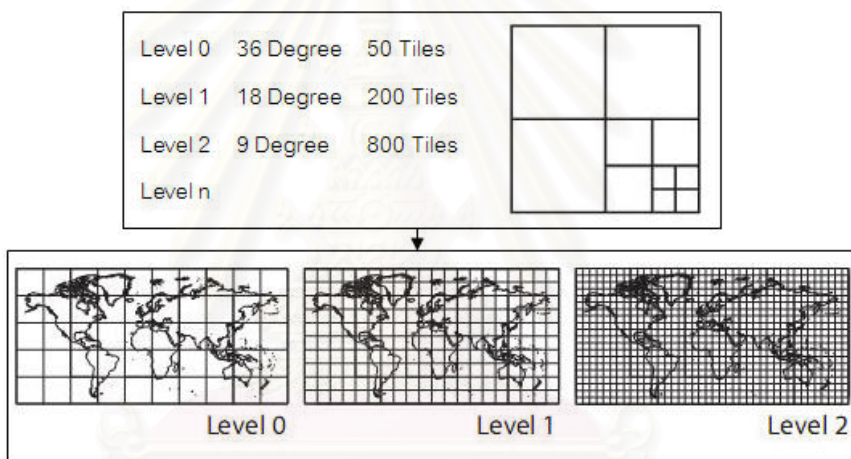 Level 0 36 Degree 50 Tiles
Level 1 18 Degree 200 Tiles
Level 2 9 Degree 800 Tiles
Level n
Level 0 Level 1 Level 2